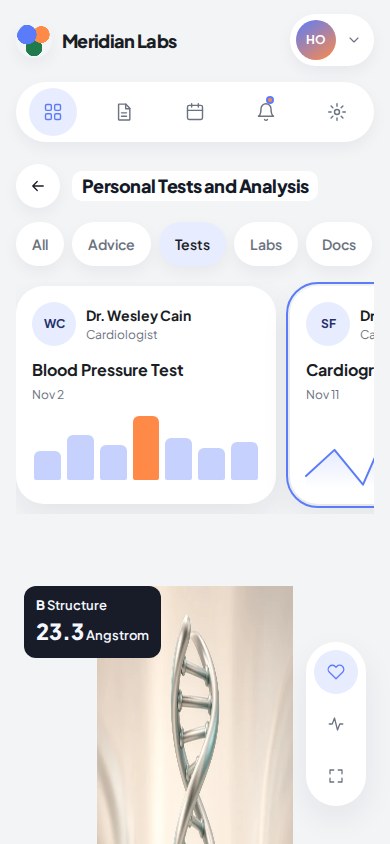 Meridian Labs
HO
Personal Tests and Analysis
All
Advice
Tests
Labs
Docs
WC
Dr. Wesley Cain
Cardiologist
Blood Pressure Test
Nov 2
SF
Nov 11
B Structure
23.3 Angstrom